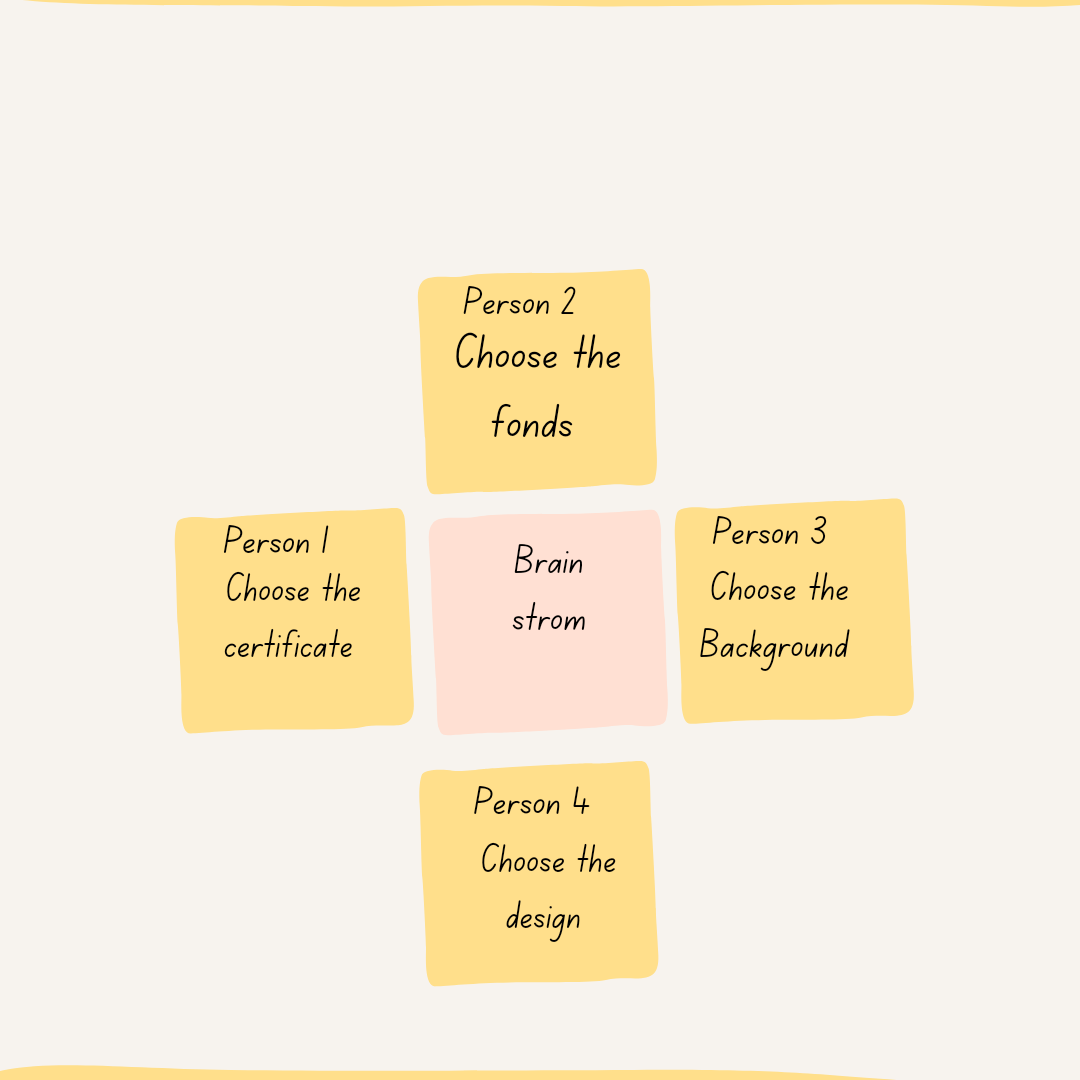 Person 2
Choose the
fonds
Person 1
Choose the
certificate
Brain
strom
Person 3
Choose the
Background
Person 4
Choose the
design